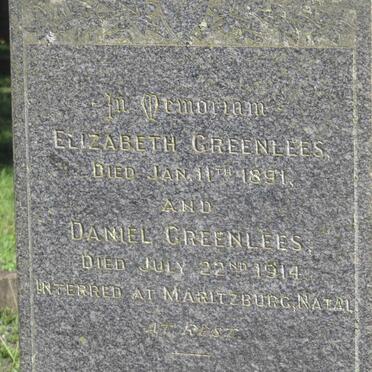 In Memoriam
ELIZABETH GREENLEES,
DIED JAN. 11TH 1891.
AND
DANIEL GREENLEES,
DIED JULY 22ND 1914
INTERRED AT MARITZBURG, NATAL
AT REST